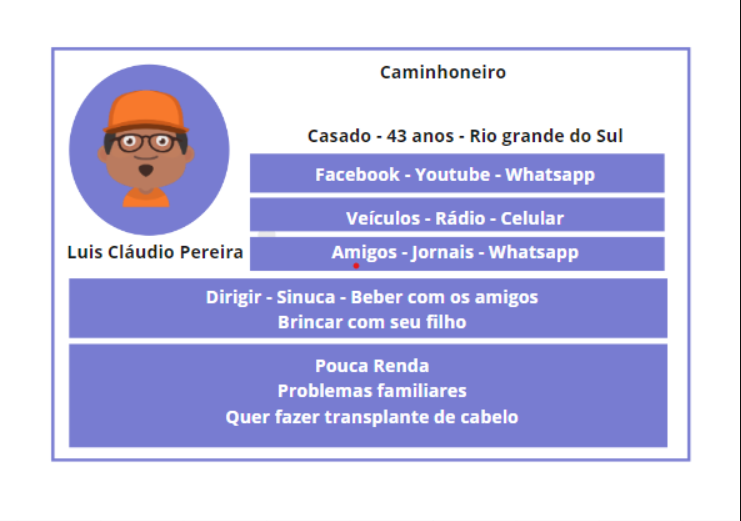 Caminhoneiro
Casado - 43 anos - Rio grande do Sul
Facebook - Youtube - Whatsapp
Veículos - Rádio - Celular
Luis Cláudio Pereira
Amigos - Jornais - Whatsapp
Dirigir - Sinuca - Beber com os amigos
Brincar com seu filho
Pouca Renda
Problemas familiares
Quer fazer transplante de cabelo